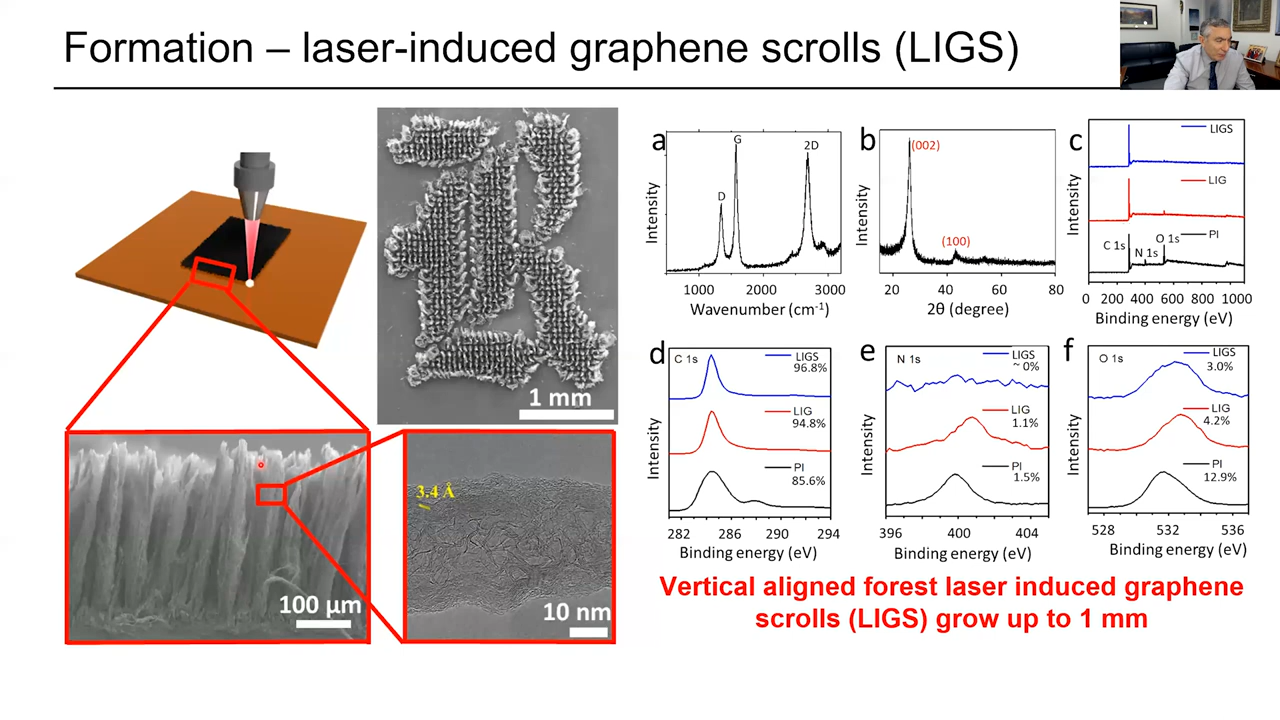 Formation – laser-induced graphene scrolls (LIGS)
1 mm
3.4 Å
100 µm
10 nm
a
Intensity
D
G
2D
1000 2000 3000
Wavenumber (cm-1)
b
Intensity
(002)
(100)
20 40 60 80
2θ (degree)
c
Intensity
LIGS
LIG
PI
C 1s
N 1s
O 1s
0 200 400 600 800 1000
Binding energy (eV)
d
Intensity
C 1s
LIGS
96.8%
LIG
94.8%
PI
85.6%
282 286 290 294
Binding energy (eV)
e
Intensity
N 1s
LIGS
~ 0%
LIG
1.1%
PI
1.5%
396 400 404
Binding energy (eV)
f
Intensity
O 1s
LIGS
3.0%
LIG
4.2%
PI
12.9%
528 532 536
Binding energy (eV)
Vertical aligned forest laser induced graphene
scrolls (LIGS) grow up to 1 mm